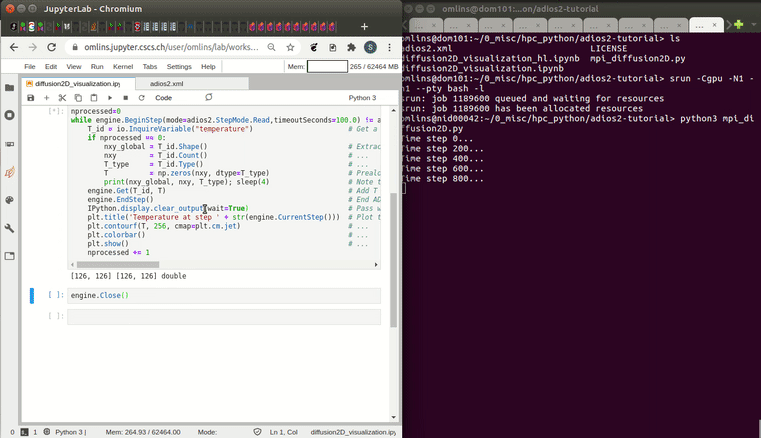 JupyterLab - Chromium
omlins@dom101:...on/adios2-tutorial
omlins.jupyter.cscs.ch/user/omlins/lab/works...
File Edit View Run Kernel Tabs Settings Help Mem: 265 / 62464 MB
diffusion2D_visualization.ipy
adios2.xml
Code
Python 3
[*]:
nprocessed=0
while engine.BeginStep(mode=adios2.StepMode.Read,timeoutSeconds=100.0) != a
T_id = io.InquireVariable("temperature") # Get a
if nprocessed == 0:
nxy_global = T_id.Shape() # Extrac
nxy = T_id.Count() # ...
T_type = T_id.Type() # ...
T = np.zeros(nxy, dtype=T_type) # Prealo
print(nxy_global, nxy, T_type); sleep(4) # Note t
engine.Get(T_id, T) # Add T
engine.EndStep() # End AD
IPython.display.clear_output(wait=True) # Pass w
plt.title('Temperature at step ' + str(engine.CurrentStep())) # Plot t
plt.contourf(T, 256, cmap=plt.cm.jet) # ...
plt.colorbar() # ...
plt.show() # ...
nprocessed += 1
[126, 126] [126, 126] double
[ ]: engine.Close()
[ ]:
0 1 Python 3 | Mem: 264.93 / 62464.00 Mode: Ln 1, Col diffusion2D_visualization.ipy
omlins@dom101:~/0_misc/hpc_python/adios2-tutorial> ls
adios2.xml LICENSE
diffusion2D_visualization_hl.ipynb mpi_diffusion2D.py
diffusion2D_visualization.ipynb
omlins@dom101:~/0_misc/hpc_python/adios2-tutorial> srun -Cgpu -N1 -
n1 --pty bash -l
srun: job 1189600 queued and waiting for resources
srun: job 1189600 has been allocated resources
omlins@nid00042:~/0_misc/hpc_python/adios2-tutorial> python3 mpi_di
ffusion2D.py
Time step 0...
Time step 200...
Time step 400...
Time step 600...
Time step 800...